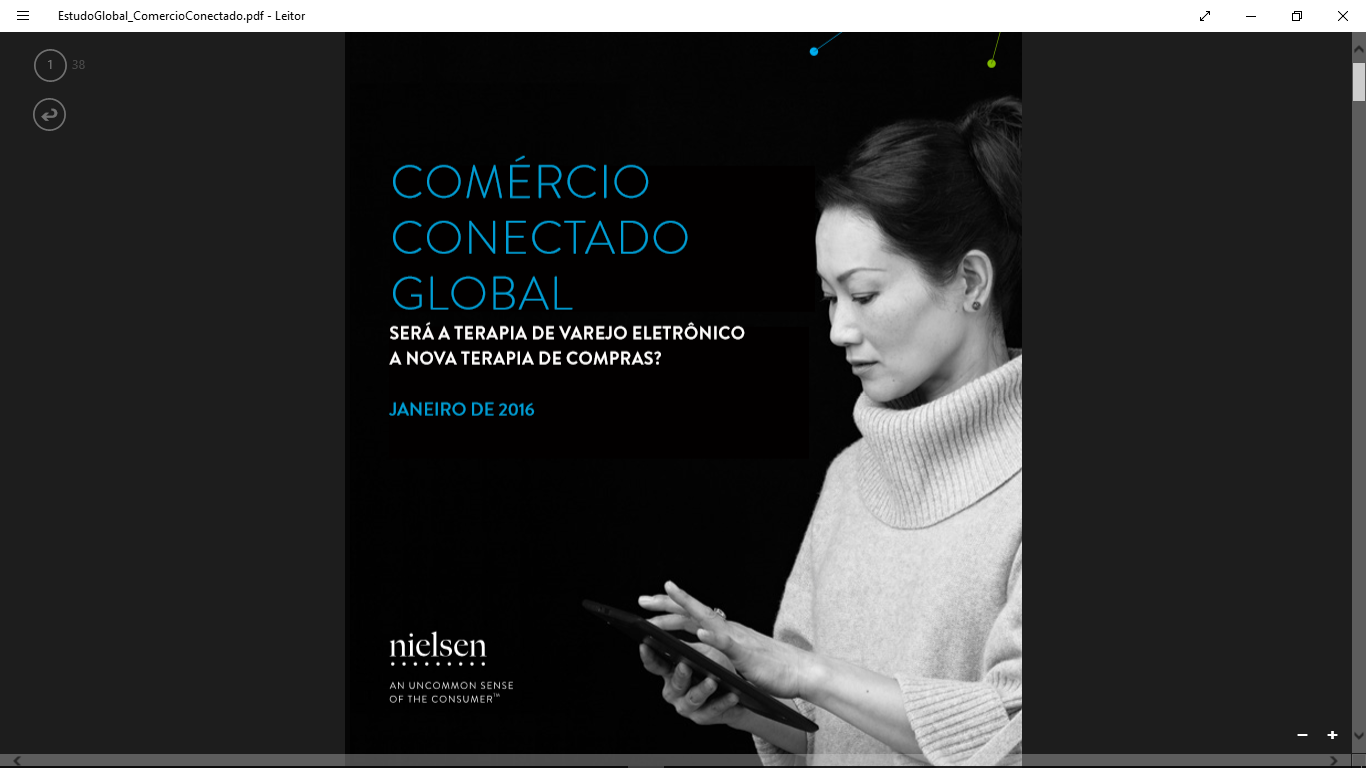 EstudoGlobal_ComercioConectado.pdf - Leitor
1 38
COMÉRCIO
CONECTADO
GLOBAL
SERÁ A TERAPIA DE VAREJO ELETRÔNICO
A NOVA TERAPIA DE COMPRAS?
JANEIRO DE 2016
nielsen
AN UNCOMMON SENSE
OF THE CONSUMER™